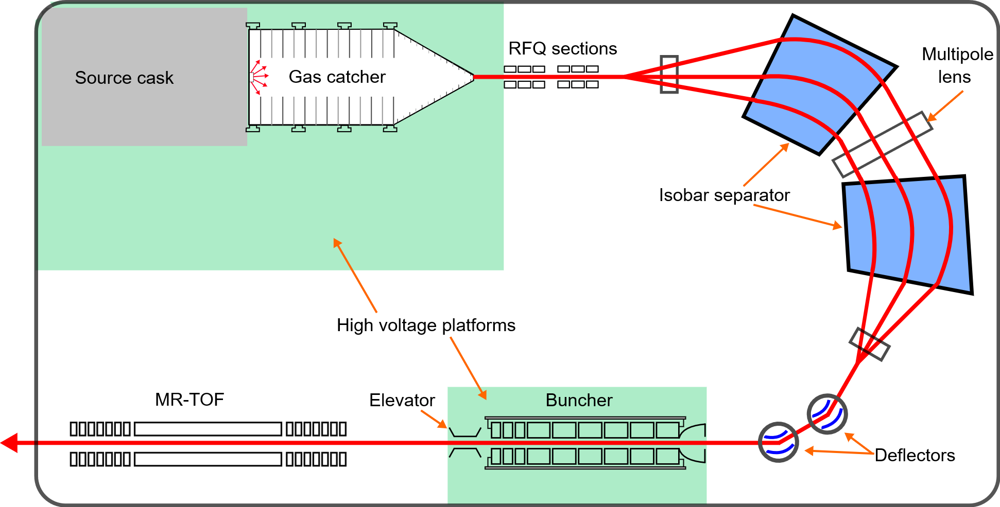 RFQ sections
Multipole
lens
Source cask
Gas catcher
Isobar separator
High voltage platforms
MR-TOF
Elevator
Buncher
Deflectors